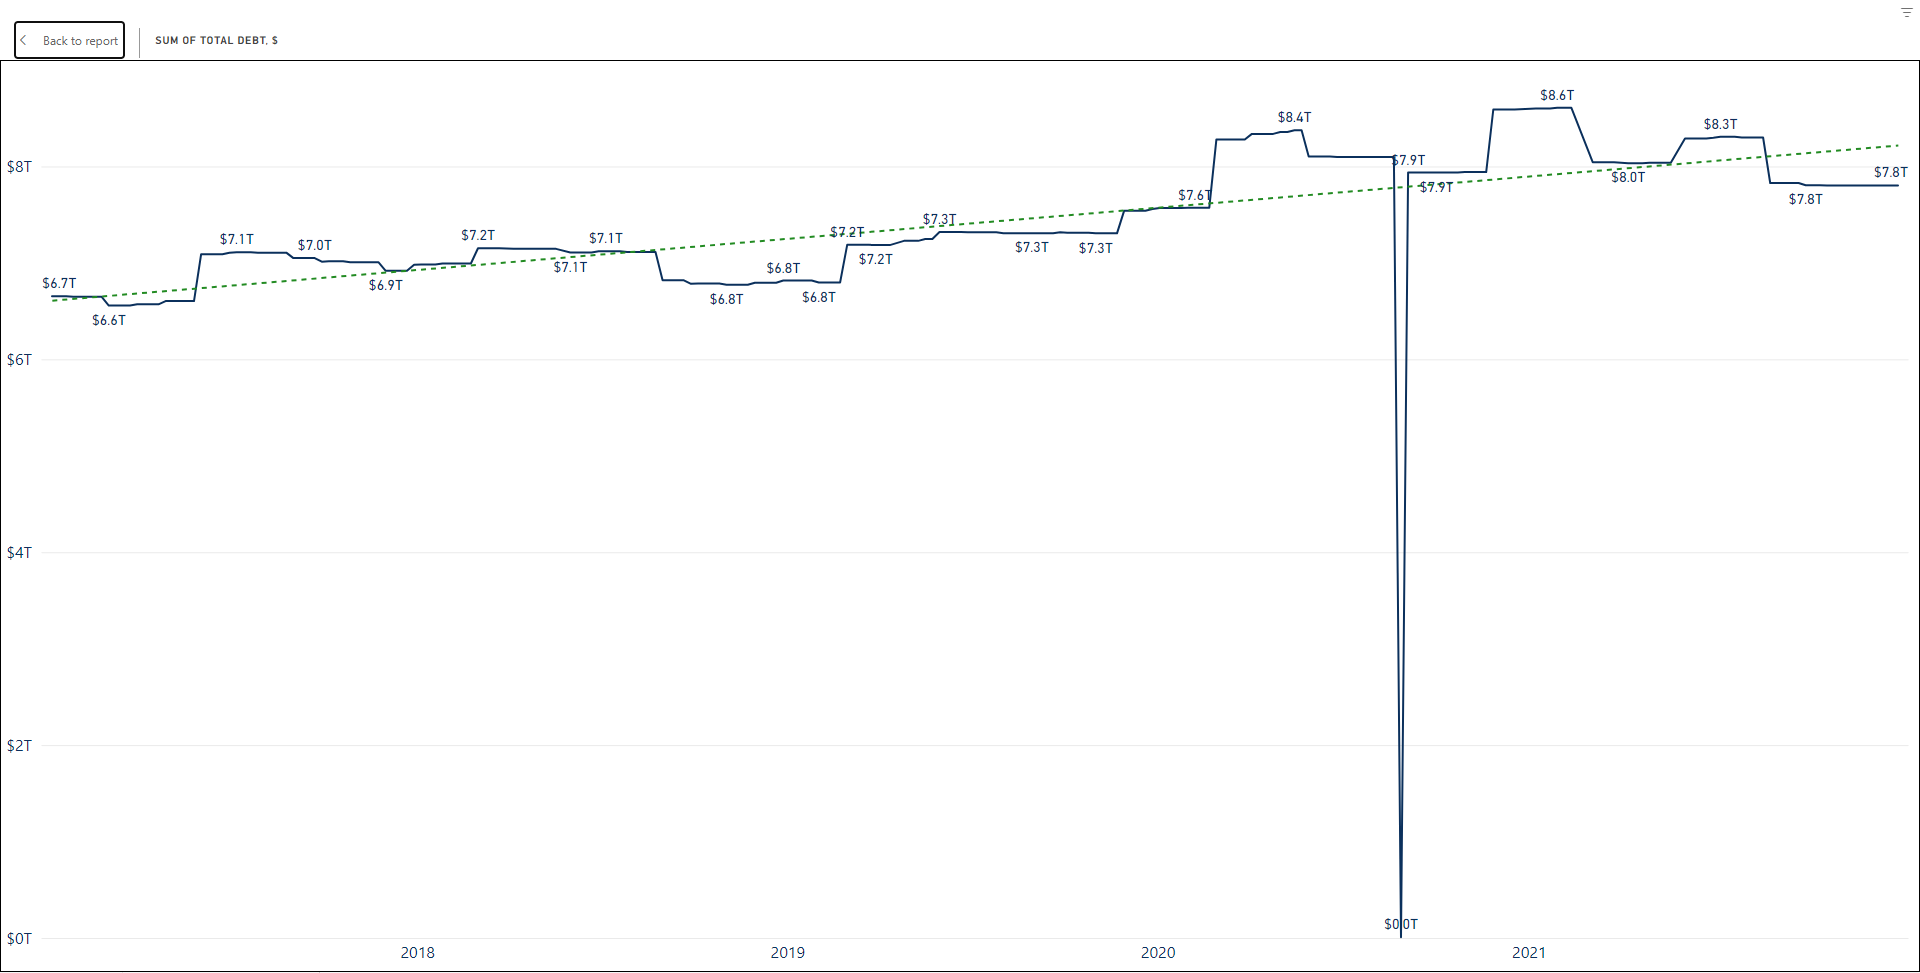 Back to report
SUM OF TOTAL DEBT, $
$8T
$6T
$4T
$2T
$0T
$6.7T
$6.6T
$7.1T
$7.0T
$6.9T
$7.2T
$7.1T
$7.1T
$6.8T
$6.8T
$6.8T
$7.2T
$7.2T
$7.3T
$7.3T
$7.3T
$7.6T
$8.4T
$7.9T
$0.0T
$7.9T
$8.6T
$8.0T
$8.3T
$7.8T
$7.8T
2018
2019
2020
2021